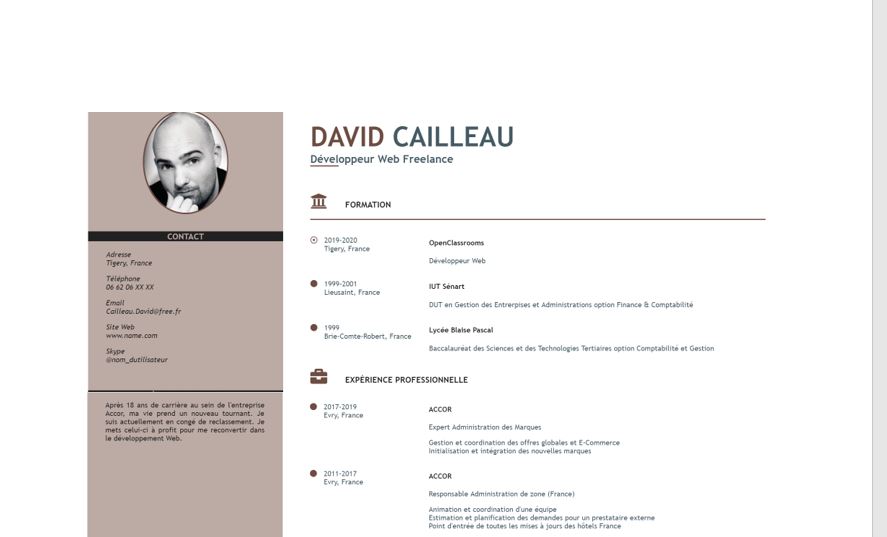 DAVID CAILLEAU
Développeur Web Freelance
CONTACT
Adresse
Tigery, France
Téléphone
06 62 06 XX XX
Email
Cailleau.David@free.fr
Site Web
www.name.com
Skype
@nom_dutilisateur
Après 18 ans de carrière au sein de l'entreprise
Accor, ma vie prend un nouveau tournant. Je
suis actuellement en congé de reclassement. Je
mets celui-ci à profit pour me reconvertir dans
le développement Web.
FORMATION
2019-2020
Tigery, France
OpenClassrooms
Développeur Web
1999-2001
Lieusaint, France
IUT Sénart
DUT en Gestion des Entrerpises et Administrations option Finance & Comptabilité
1999
Brie-Comte-Robert, France
Lycée Blaise Pascal
Baccalauréat des Sciences et des Technologies Tertiaires option Comptabilité et Gestion
EXPÉRIENCE PROFESSIONNELLE
2017-2019
Evry, France
ACCOR
Expert Administration des Marques
Gestion et coordination des offres globales et E-Commerce
Initialisation et intégration des nouvelles marques
2011-2017
Evry, France
ACCOR
Responsable Administration de zone (France)
Animation et coordination d'une équipe
Estimation et planification des demandes pour un prestataire externe
Point d'entrée de toutes les mises à jours des hôtels France